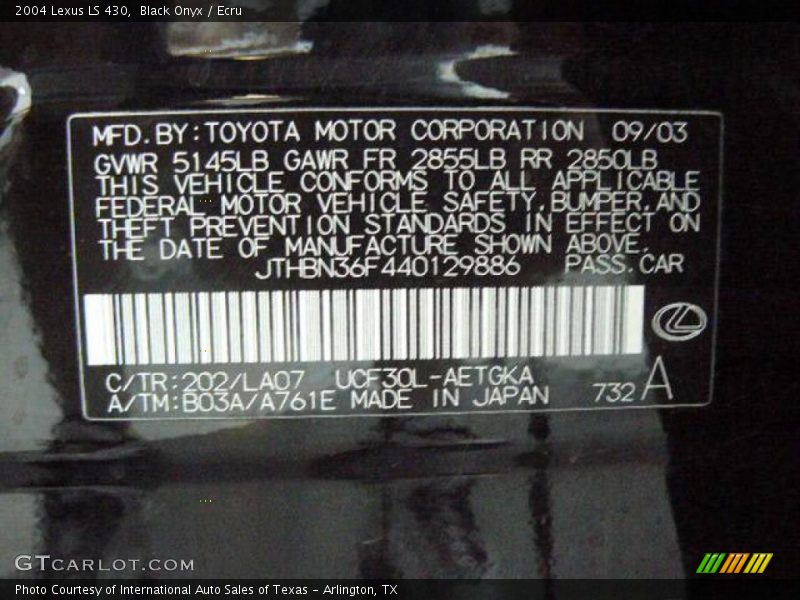 2004 Lexus LS 430,  Black Onyx / Ecru
MFD. BY: TOYOTA MOTOR CORPORATION 09/03
GVWR 5145LB GAWR FR 2855LB RR 2850LB
THIS VEHICLE CONFORMS TO ALL APPLICABLE
FEDERAL MOTOR VEHICLE SAFETY, BUMPER, AND
THEFT PREVENTION STANDARDS IN EFFECT ON
THE DATE OF MANUFACTURE SHOWN ABOVE.
JTHBN36F440129886 PASS. CAR
C/TR: 202/LA07 UCF30L-AETGKA
A/TM: B03A/A761E MADE IN JAPAN 732 A
GTCARLOT.COM
Photo Courtesy of International Auto Sales of Texas - Arlington, TX